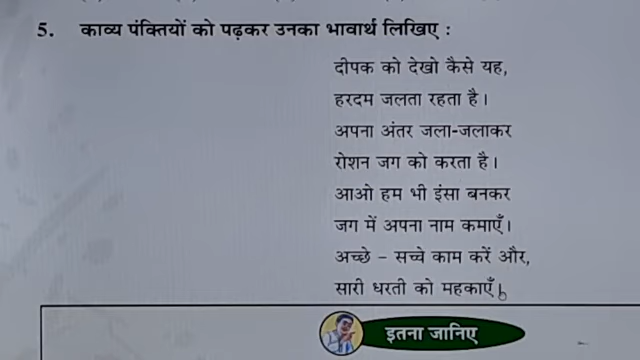 5. काव्य पंक्तियों को पढ़कर उनका भावार्थ लिखिए :
दीपक को देखो कैसे यह,
हरदम जलता रहता है।
अपना अंतर जला-जलाकर
रोशन जग को करता है।
आओ हम भी इंसा बनकर
जग में अपना नाम कमाएँ।
अच्छे – सच्चे काम करें और,
सारी धरती को महकाएँ।
इतना जानिए